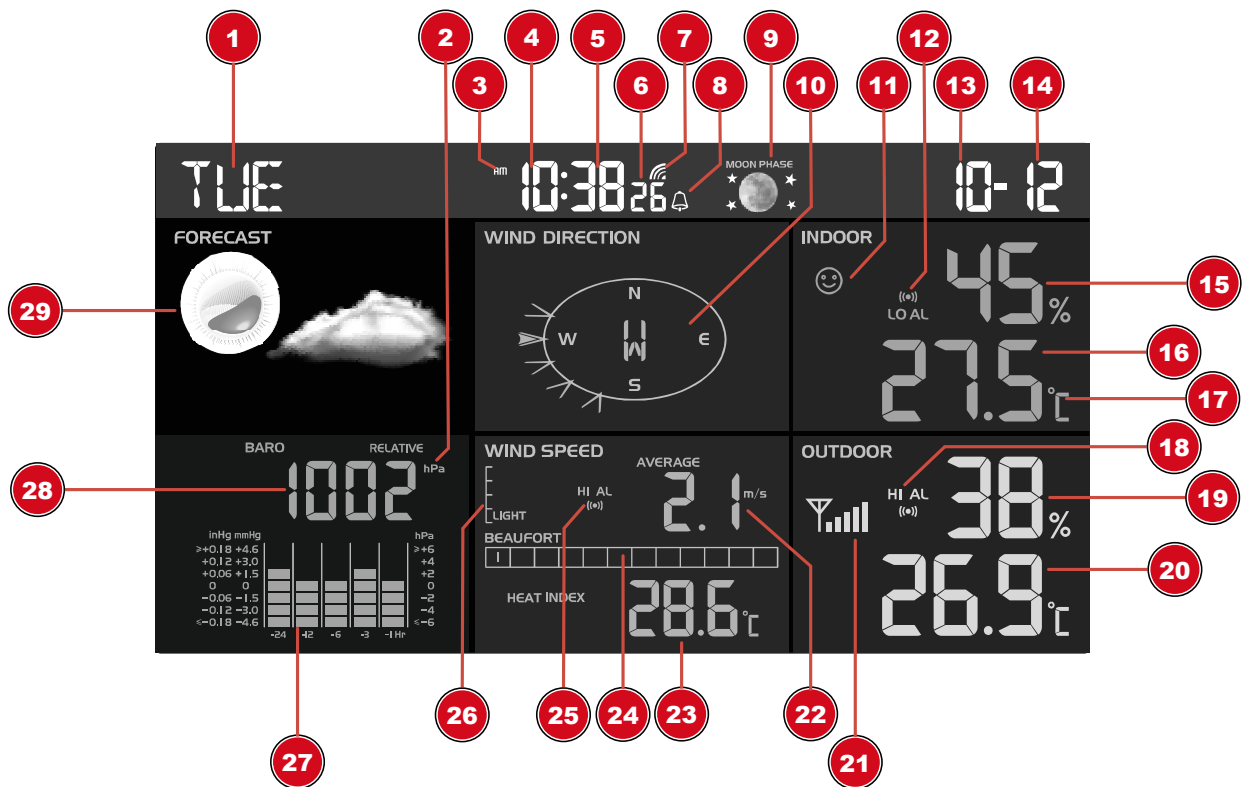 1 2 3 4 5 6 7 8 9 10 11 12 13 14
TUE
AM 10:38 26
MOON PHASE
10-12
FORECAST
29
WIND DIRECTION
N
W W E
S
INDOOR
LO AL
45 %
15
27.5 °C
16
17
BARO RELATIVE
1002 hPa
28
inHg mmHg hPa
≥+0.18 +4.6 ≥+6
+0.12 +3.0 +4
+0.06 +1.5 +2
0 0 0
-0.06 -1.5 -2
-0.12 -3.0 -4
≤-0.18 -4.6 ≤-6
-24 -12 -6 -3 -1 Hr
WIND SPEED
AVERAGE
HI AL
2.1 m/s
LIGHT
BEAUFORT
1
HEAT INDEX
28.6 °C
OUTDOOR
HI AL
38 %
18
19
26.9 °C
20
26 25 24 23 22
27
21